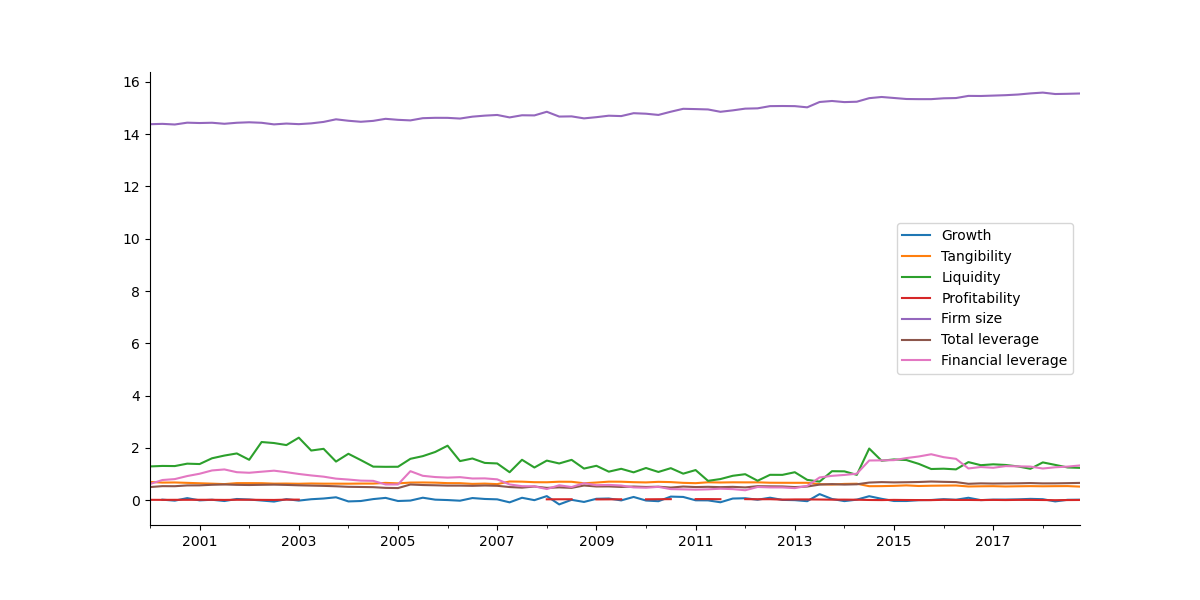 16
14
12
10
8
6
4
2
0
Growth
Tangibility
Liquidity
Profitability
Firm size
Total leverage
Financial leverage
2001 2003 2005 2007 2009 2011 2013 2015 2017